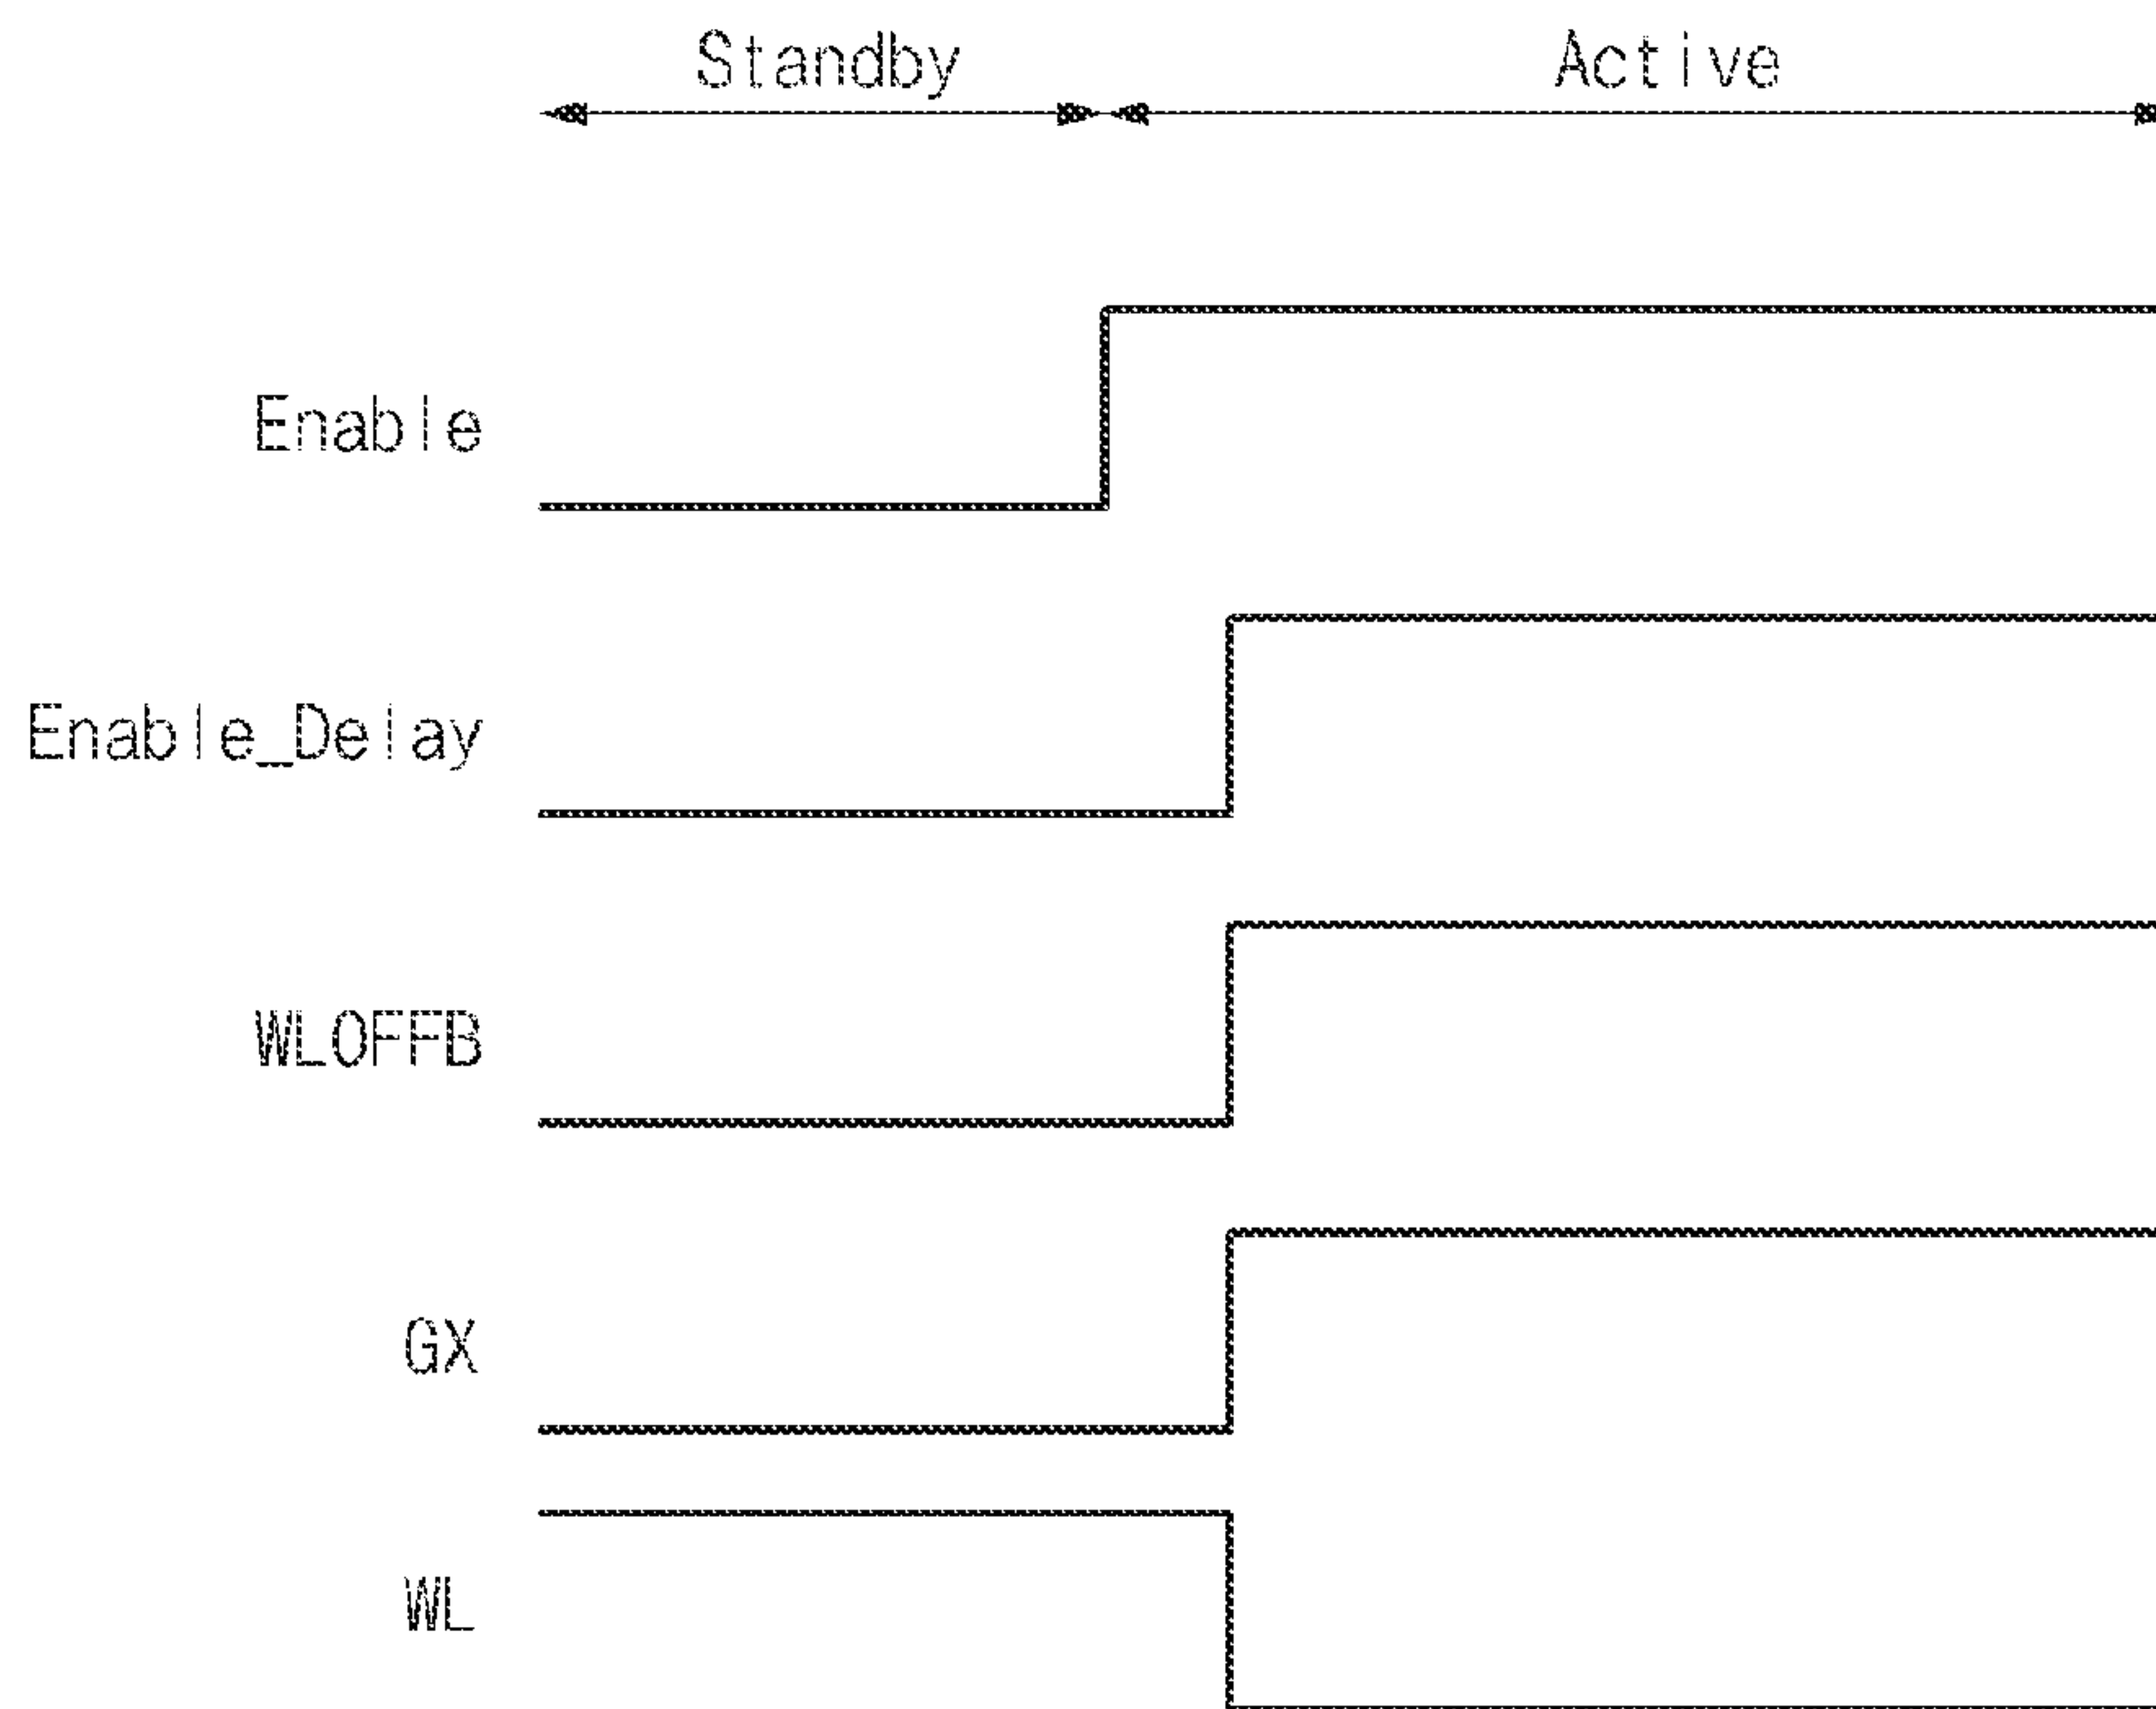 Standby Active
Enable
Enable_Delay
WLOFFB
GX
WL